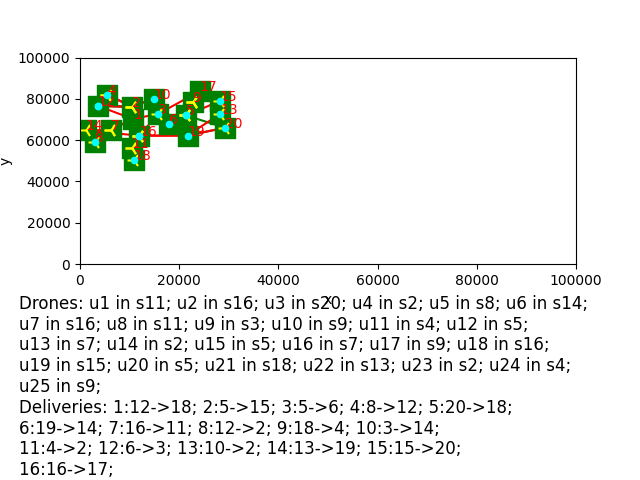 100000
80000
60000
40000
20000
0
y
0 20000 40000 60000 80000 100000
x
Drones: u1 in s11; u2 in s16; u3 in s20; u4 in s2; u5 in s8; u6 in s14;
u7 in s16; u8 in s11; u9 in s3; u10 in s9; u11 in s4; u12 in s5;
u13 in s7; u14 in s2; u15 in s5; u16 in s7; u17 in s9; u18 in s16;
u19 in s15; u20 in s5; u21 in s18; u22 in s13; u23 in s2; u24 in s4;
u25 in s9;
Deliveries: 1:12->18; 2:5->15; 3:5->6; 4:8->12; 5:20->18;
6:19->14; 7:16->11; 8:12->2; 9:18->4; 10:3->14;
11:4->2; 12:6->3; 13:10->2; 14:13->19; 15:15->20;
16:16->17;